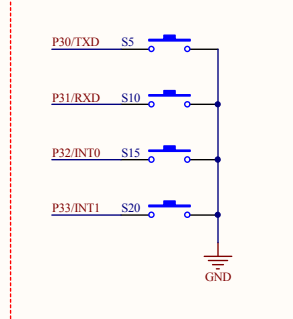 P30/TXD S5
P31/RXD S10
P32/INT0 S15
P33/INT1 S20
GND